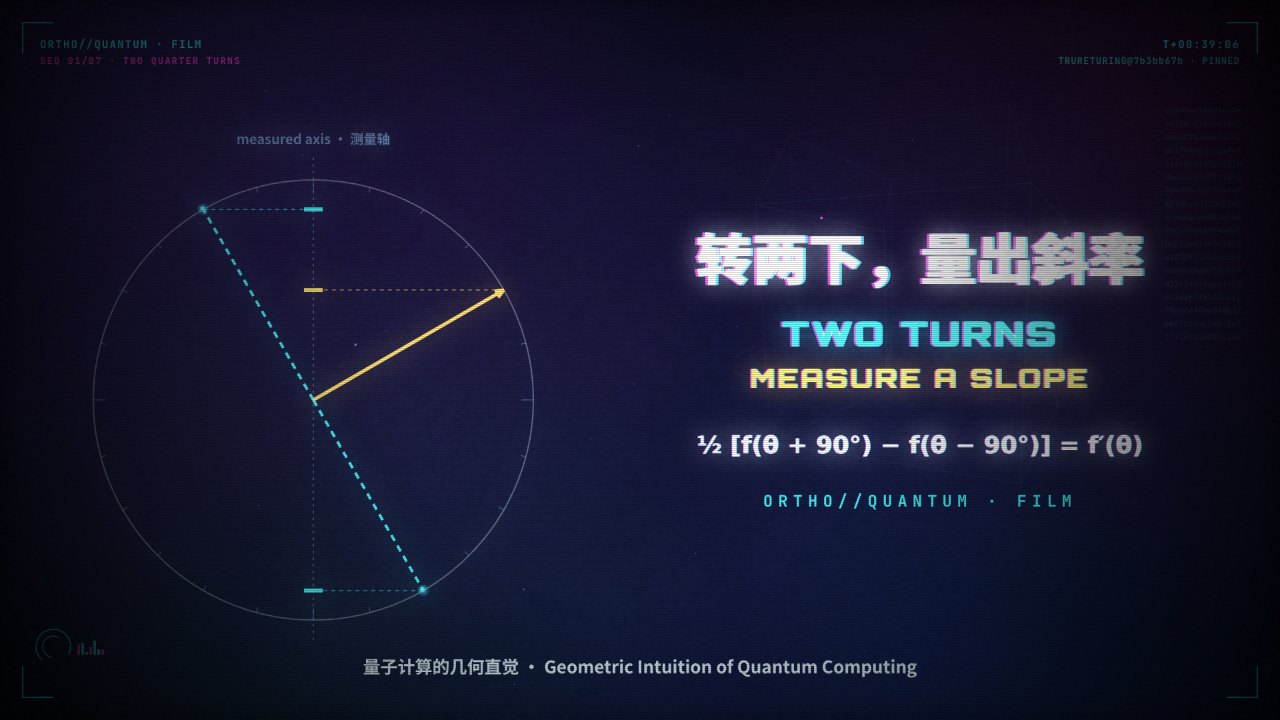 ORTHO//QUANTUM · FILM
SEQ 01/07 · TWO QUARTER TURNS
T+00:39:06
TRURETURING@7b3bb67b · PINNED
measured axis • 测量轴
转两下，量出斜率
TWO TURNS
MEASURE A SLOPE
½ [f(θ + 90°) − f(θ − 90°)] = f′(θ)
ORTHO//QUANTUM · FILM
量子计算的几何直觉 • Geometric Intuition of Quantum Computing